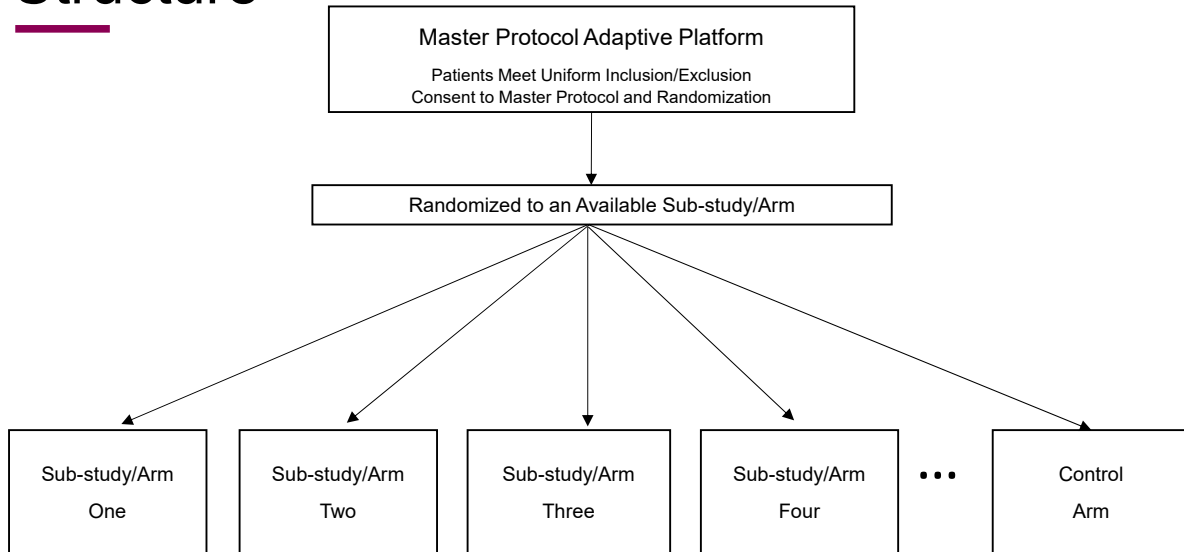 Structure
Master Protocol Adaptive Platform
Patients Meet Uniform Inclusion/Exclusion
Consent to Master Protocol and Randomization
Randomized to an Available Sub-study/Arm
Sub-study/Arm
One
Sub-study/Arm
Two
Sub-study/Arm
Three
Sub-study/Arm
Four
...
Control
Arm